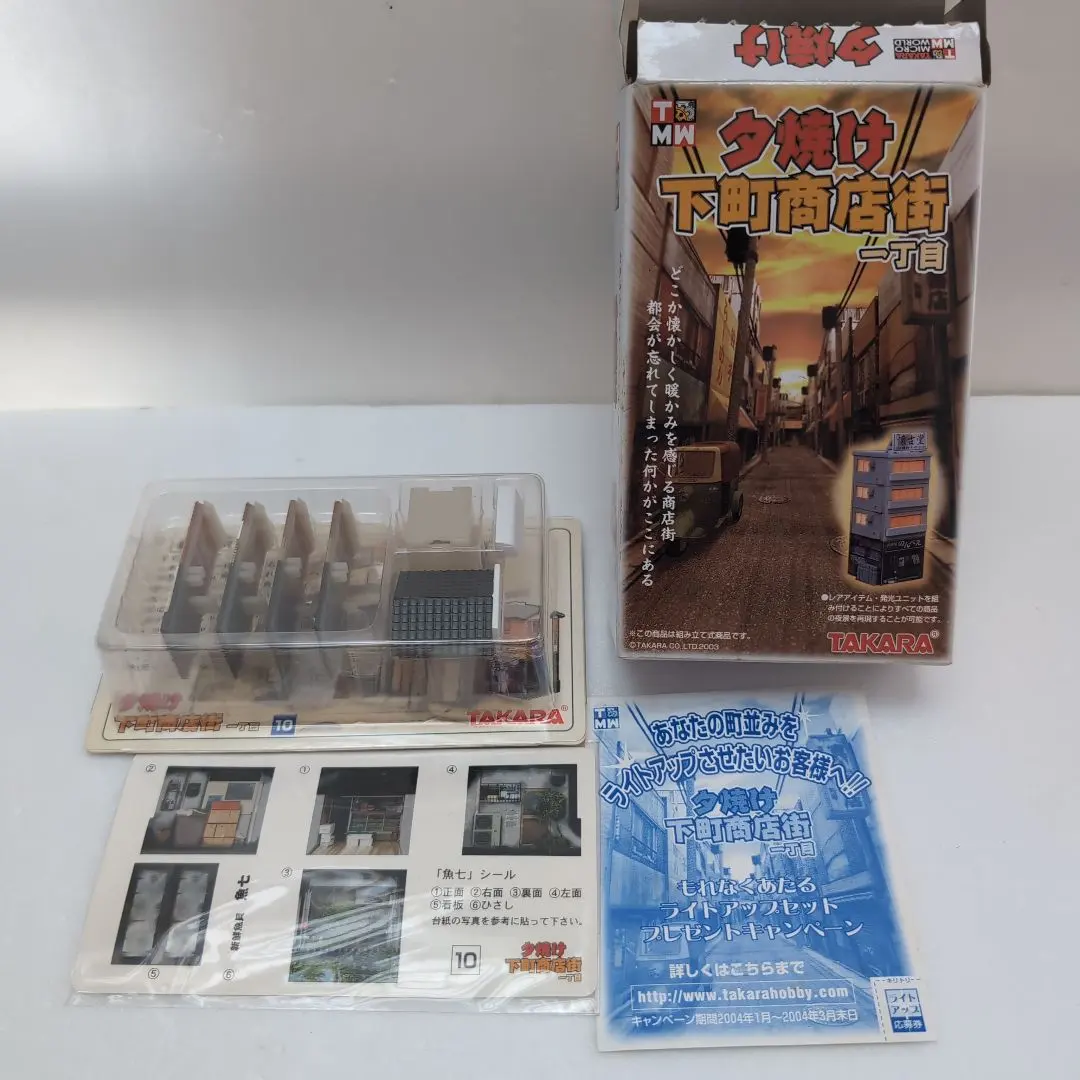 夕焼け
TAKARA
MICRO
WORLD
T
MW
夕焼け
下町商店街
一丁目
どこか懐かしく暖かみを感じる商店街
都会が忘れてしまった何かがここにある
●レアアイテム・発光ユニットを組
み付けることによりすべての商品
の夜景を再現することが可能です。
※この商品は組み立て式商品です。
©TAKARA CO.,LTD.2003
TAKARA®
夕焼け
下町商店街 一丁目 10
TAKARA®
② ① ④
③
⑤ ⑥
新鮮魚貝 魚七
「魚七」シール
①正面 ②右面 ③裏面 ④左面
⑤看板 ⑥ひさし
台紙の写真を参考に貼って下さい。
10
夕焼け
下町商店街
一丁目
T
MW
あなたの町並みを
ライトアップさせたいお客様へ!!
夕焼け
下町商店街
一丁目
もれなくあたる
ライトアップセット
プレゼントキャンペーン
詳しくはこちらまで
http://www.takarahobby.com
キャンペーン期間2004年1月〜2004年3月末日
キリトリ
ライト
アップ
応募券